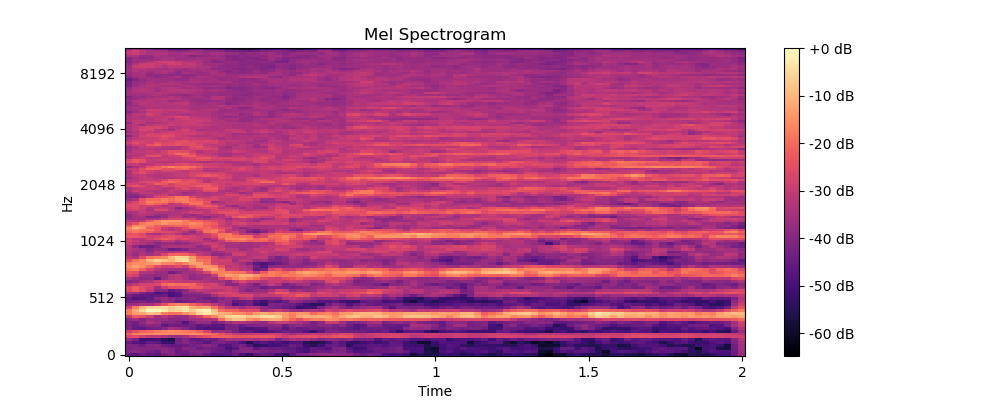 Mel Spectrogram
+0 dB
8192
-10 dB
4096
-20 dB
2048
-30 dB
Hz
1024
-40 dB
512
-50 dB
-60 dB
0
0 0.5 1 1.5 2
Time